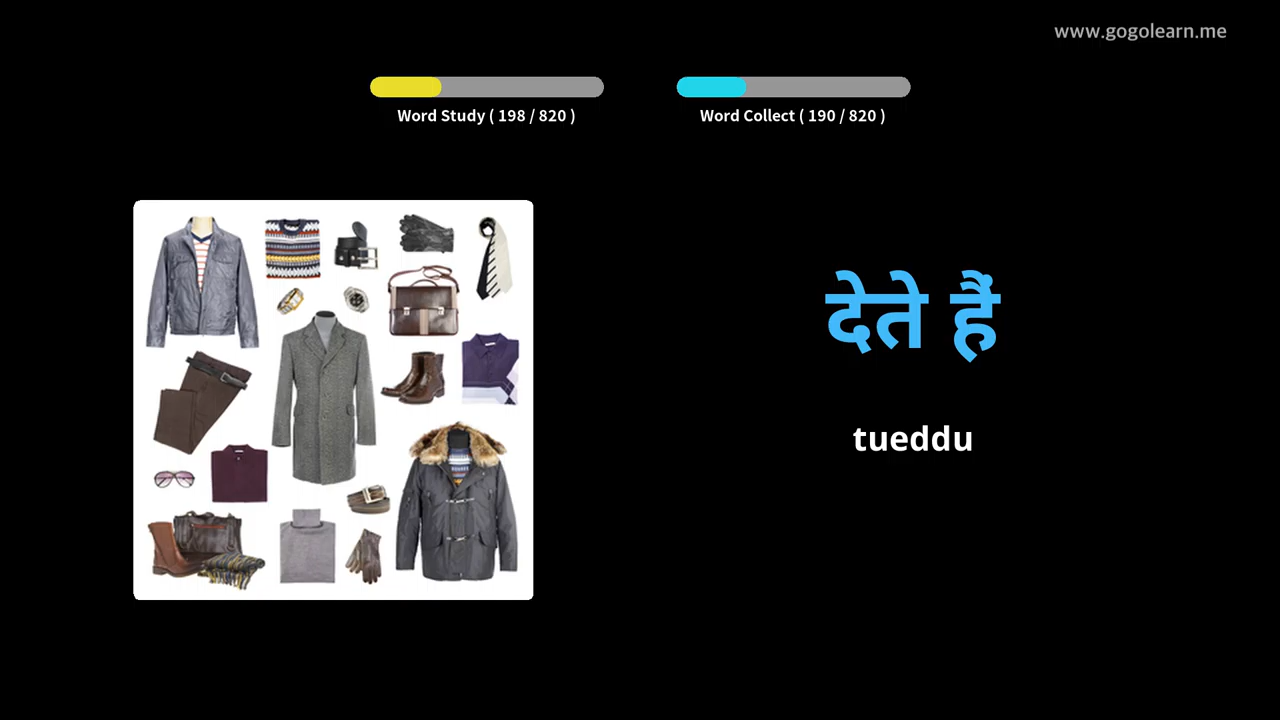 www.gogolearn.me
Word Study ( 198 / 820 )
Word Collect ( 190 / 820 )
देते हैं
tueddu